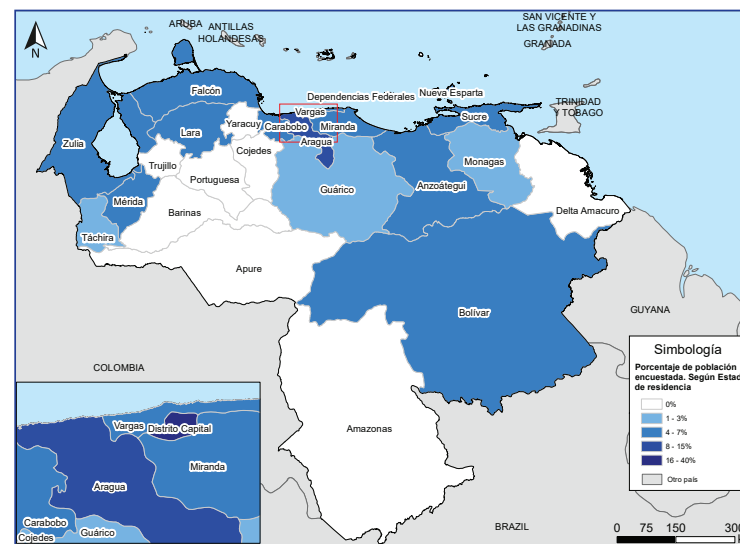 N
ARUBA
ANTILLAS
HOLANDESAS
SAN VICENTE Y
LAS GRANADINAS
GRANADA
TRINIDAD
Y TOBAGO
Falcón
Dependencias Federales
Nueva Esparta
Vargas
Sucre
Yaracuy
Carabobo
Miranda
Lara
Zulia
Aragua
Cojedes
Trujillo
Monagas
Portuguesa
Guárico
Anzoátegui
Mérida
Barinas
Delta Amacuro
Táchira
Apure
Bolívar
GUYANA
COLOMBIA
Amazonas
BRAZIL
Vargas
Distrito Capital
Miranda
Aragua
Carabobo
Cojedes
Guárico
Simbología
Porcentaje de población
encuestada. Según Estad
de residencia
0%
1 - 3%
4 - 7%
8 - 15%
16 - 40%
Otro país
0 75 150 300